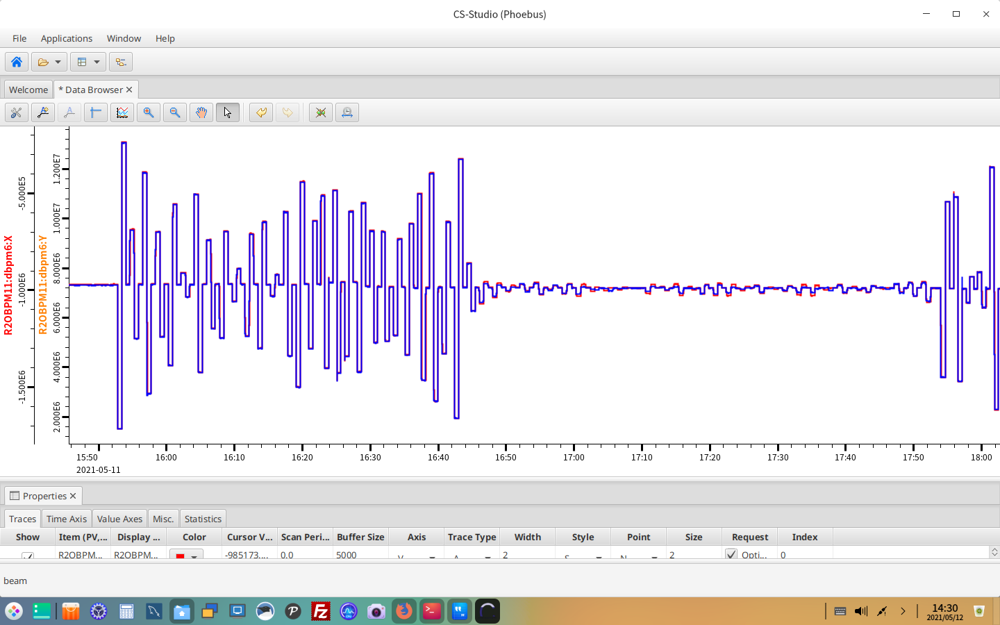 CS-Studio (Phoebus)
File Applications Window Help
Welcome * Data Browser
R2OBPM11:dbpm6:X
-5.000E5
-1.000E6
-1.500E6
R2OBPM11:dbpm6:Y
1.200E7
1.000E7
8.000E6
6.000E6
4.000E6
2.000E6
15:50 16:00 16:10 16:20 16:30 16:40 16:50 17:00 17:10 17:20 17:30 17:40 17:50 18:00
2021-05-11
Properties
Traces Time Axis Value Axes Misc. Statistics
Show Item (PV,... Display ... Color Cursor V... Scan Peri... Buffer Size Axis Trace Type Width Style Point Size Request Index
R2OBPM... R2OBPM... -985173.... 0.0 5000 2 2 Opti... 0
beam
14:30
2021/05/12